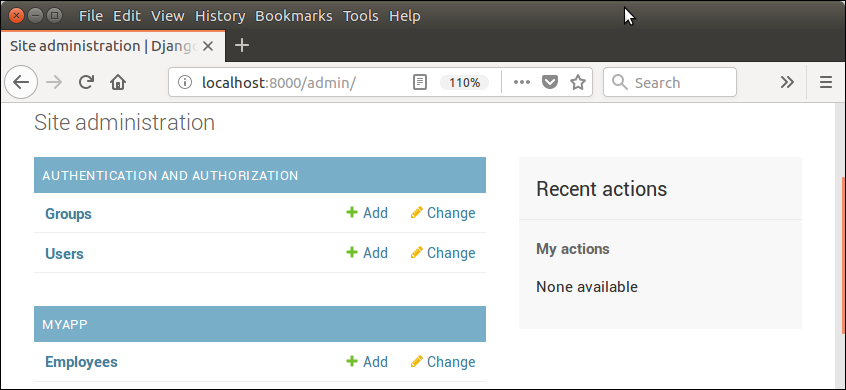 File Edit View History Bookmarks Tools Help
Site administration | Django
localhost:8000/admin/ 110% Search
Site administration
AUTHENTICATION AND AUTHORIZATION
Groups Add Change
Users Add Change
MYAPP
Employees Add Change
Recent actions
My actions
None available